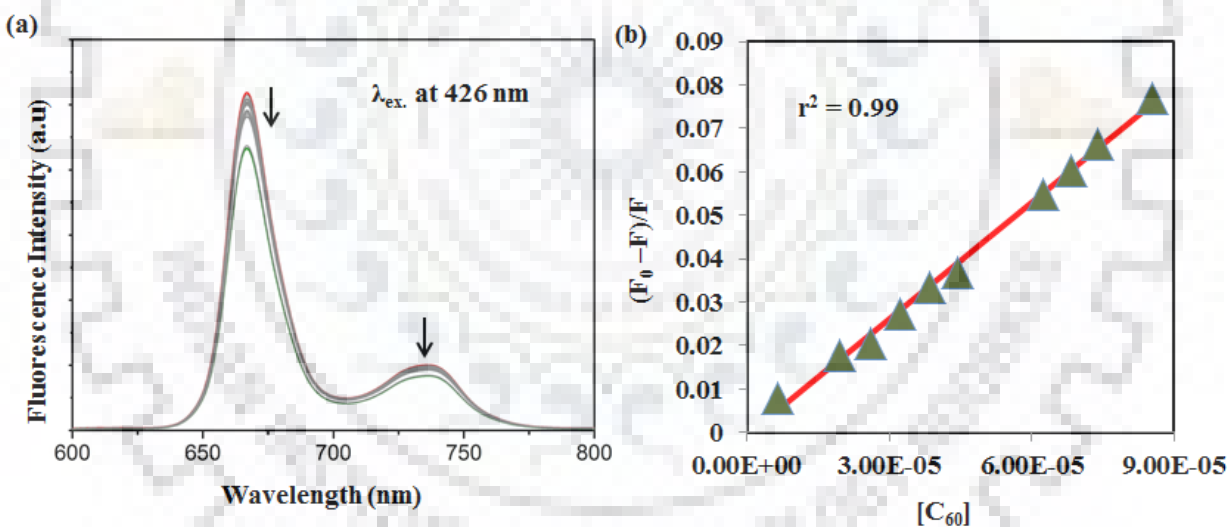 (a)
λex. at 426 nm
Fluorescence Intensity (a.u)
600 650 700 750 800
Wavelength (nm)
(b)
r² = 0.99
(F₀ –F)/F
0.09
0.08
0.07
0.06
0.05
0.04
0.03
0.02
0.01
0
0.00E+00 3.00E-05 6.00E-05 9.00E-05
[C₆₀]